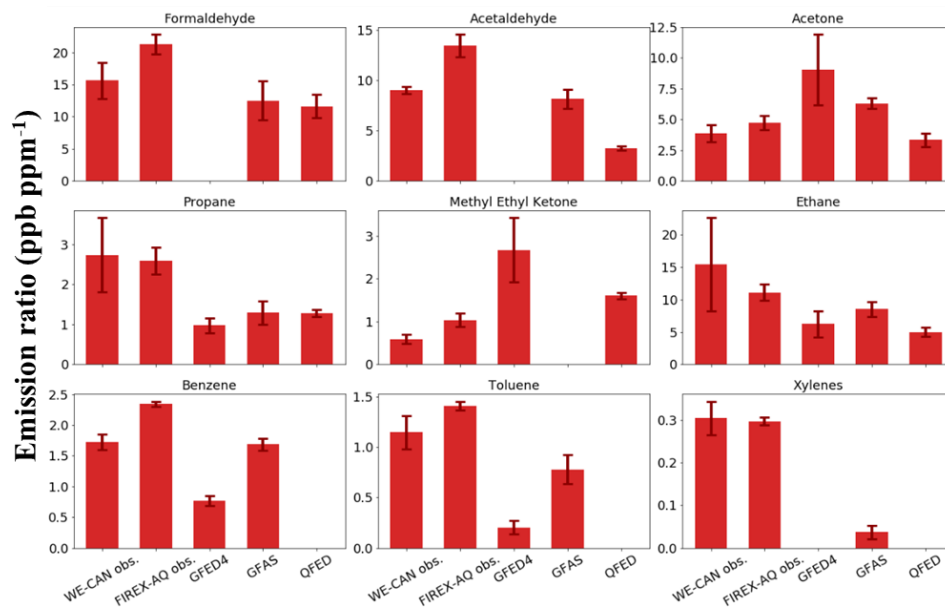 Formaldehyde
Acetaldehyde
Acetone
20
15
10
5
0
15
10
5
0
12.5
10.0
7.5
5.0
2.5
0.0
Emission ratio (ppb ppm⁻¹)
Propane
Methyl Ethyl Ketone
Ethane
3
2
1
0
3
2
1
0
20
15
10
5
0
Benzene
Toluene
Xylenes
2.5
2.0
1.5
1.0
0.5
0.0
1.5
1.0
0.5
0.0
0.3
0.2
0.1
0.0
WE-CAN obs.
FIREX-AQ obs.
GFED4
GFAS
QFED
WE-CAN obs.
FIREX-AQ obs.
GFED4
GFAS
QFED
WE-CAN obs.
FIREX-AQ obs.
GFED4
GFAS
QFED